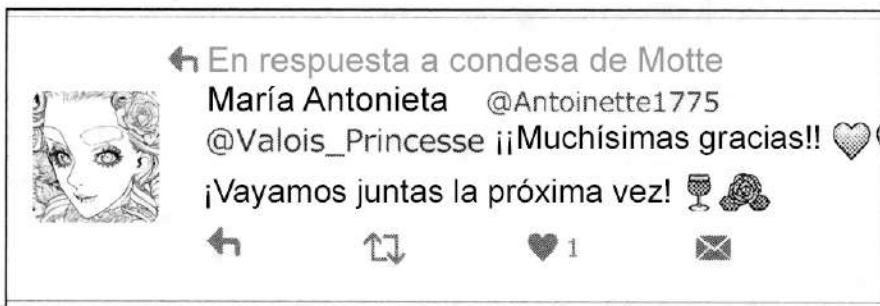 En respuesta a condesa de Motte
María Antonieta @Antoinette1775
@Valois_Princesse ¡¡Muchísimas gracias!!
¡Vayamos juntas la próxima vez!
1